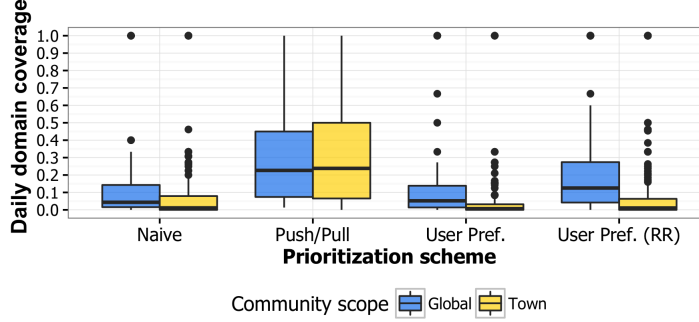 Daily domain coverage
1.0
0.9
0.8
0.7
0.6
0.5
0.4
0.3
0.2
0.1
0.0
Naive Push/Pull User Pref. User Pref. (RR)
Prioritization scheme
Community scope Global Town